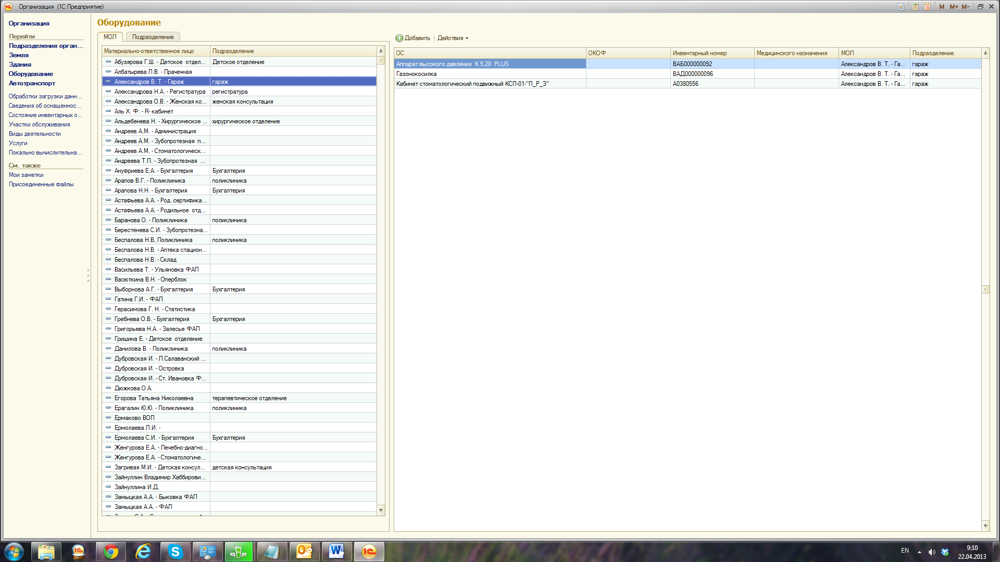 Организация (1С:Предприятие)
M M+ M-
Организация
Перейти
Подразделения орган...
Земля
Здания
Оборудование
Автотранспорт
Обработки загрузки данн...
Сведения об оснащеннос...
Состояние инвентарных о...
Участки обслуживания
Виды деятельности
Услуги
Локально вычислительна...
См. также
Мои заметки
Присоединенные файлы
Оборудование
МОЛ Подразделение
Материально-ответственное лицо Подразделение
Абузярова Г.Ш. - Детское отдел... Детское отделение
Албатырева Л.В. - Прачечная
Александров В. Т. - Гараж гараж
Александрова Н.А. - Регистратура регистратура
Александрова О.В. - Женская ко... женская консультация
Аль Х. Ф. - R- кабинет
Альдебенева Н. - Хирургическое ... хирургическое отделение
Андреев А.М. - Администрация
Андреев А.М. - Зубопротезная п...
Андреев А.М. - Стоматологическ...
Андреева Т.П. - Зубопротезная ...
Ануфриева Е.А. - Бухгалтерия Бухгалтерия
Арапов В.Г. - Поликлиника поликлиника
Арапова Н.Н. - Бухгалтерия Бухгалтерия
Астафьева А.А. - Род. сертифика...
Астафьева А.А. - Родильное отд...
Баранова О. - Поликлиника поликлиника
Берестенева С.И. - Зубопротезна...
Беспалова Н.В, Поликлиника поликлиника
Беспалова Н.В. - Аптека стацион...
Беспалова Н.В. - Склад
Васильева Т. - Ульяновка ФАП
Васюткина В.Н. - Оперблок
Выборнова А.Г. - Бухгалтерия Бухгалтерия
Гатина Г.И. - ФАП
Герасимова Г. Н. - Статистика
Гребнева О.В. - Бухгалтерия Бухгалтерия
Григорьева Н.А. - Залесье ФАП
Гришина Е. - Детское отделение
Данилова В. - Поликлиника поликлиника
Дубровская И. - Л.Салаванский ...
Дубровская И. - Островка
Дубровская И. - Ст. Ивановка Ф...
Дюжкова О.А.
Егорова Татьяна Николаевна терапевтическое отделение
Ерагалин Ю.Ю. - Поликлиника поликлиника
Ермаково ВОП
Ермолаева Л.И. -
Ермолаева С.И. - Бухгалтерия Бухгалтерия
Женгурова Е.А. - Лечебно-диагно...
Женгурова Е.А. - Стоматологиче...
Загривая М.И. - Детская консул... детская консультация
Зайнуллин Владимир Хаббирови...
Зайнуллина И.Д.
Замыцкая А.А. - Быковка ФАП
Замыцкая А.А. - ФАП
Добавить Действия
ОС ОКОФ Инвентарный номер Медицинского назначения МОЛ Подразделение
Аппарат высокого давления K 5.20 PLUS ВАБ000000092 Александров В. Т. - Га... гараж
Газонокосилка ВАД000000096 Александров В. Т. - Га... гараж
Кабинет стоматологический подвижный КСП-01-"П_Р_З" А0380556 Александров В. Т. - Га... гараж
EN
9:10
22.04.2013